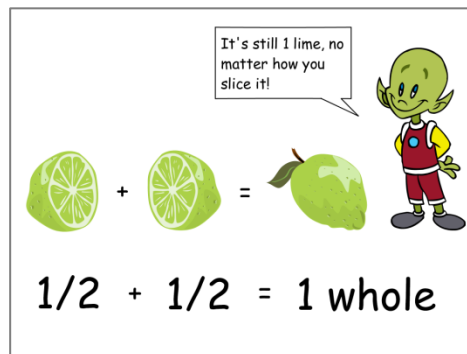 It's still 1 lime, no
matter how you
slice it!
+ =
1/2 + 1/2 = 1 whole